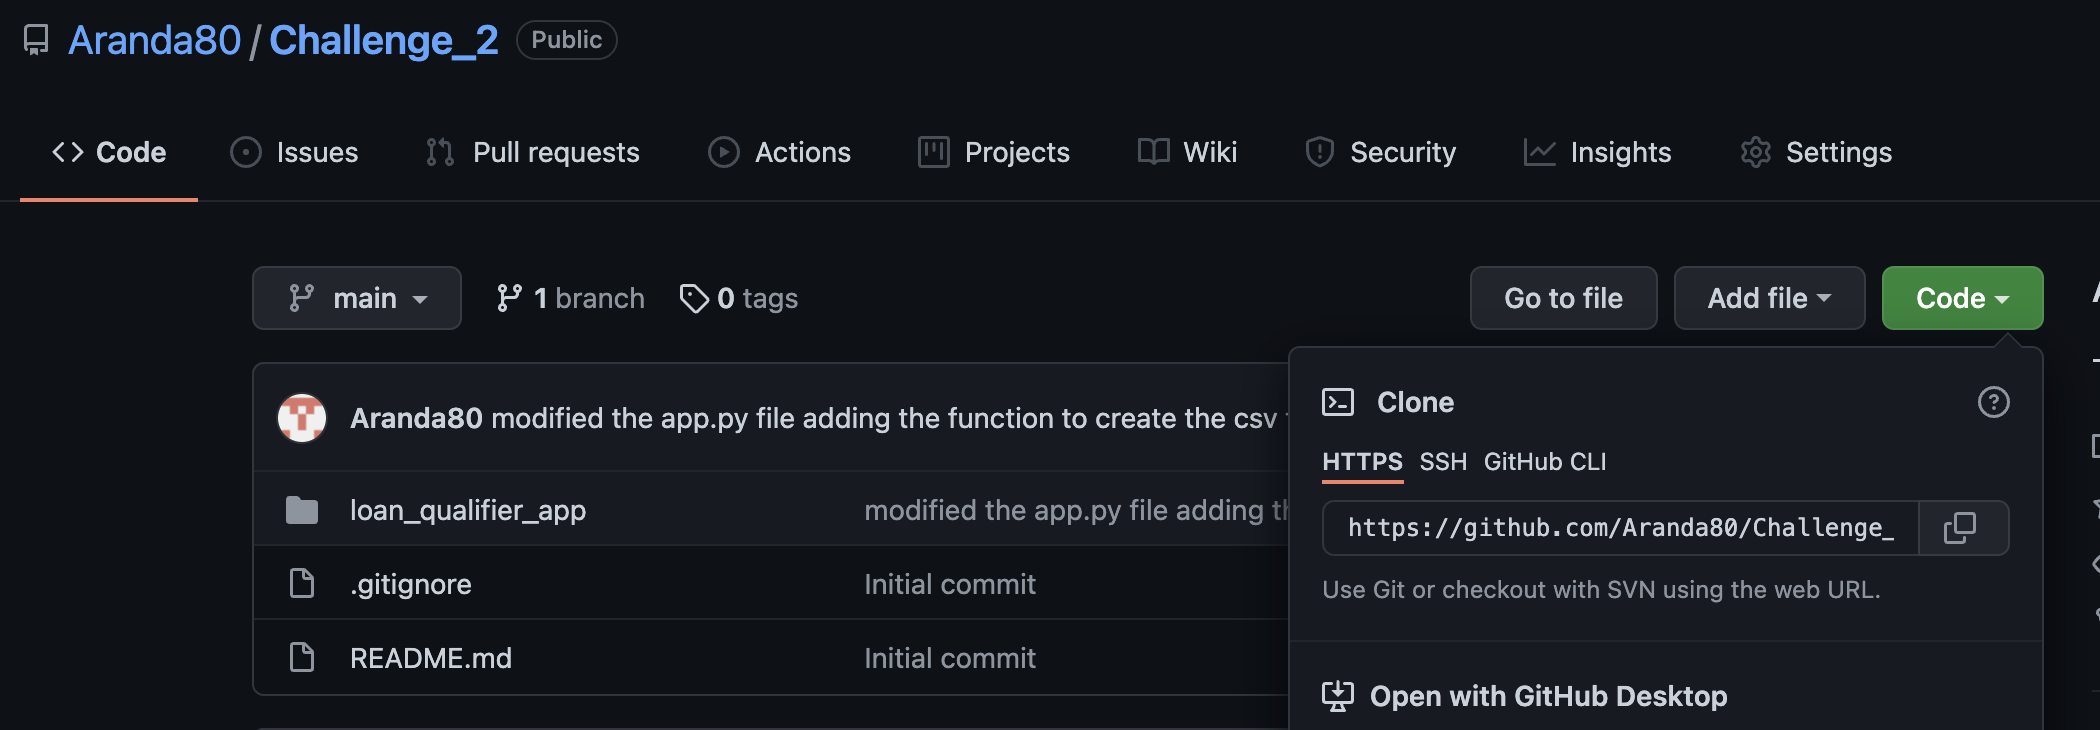 Aranda80 / Challenge_2 Public
Code Issues Pull requests Actions Projects Wiki Security Insights Settings
main 1 branch 0 tags Go to file Add file Code
Aranda80 modified the app.py file adding the function to create the csv
loan_qualifier_app modified the app.py file adding
.gitignore Initial commit
README.md Initial commit
Clone
HTTPS SSH GitHub CLI
https://github.com/Aranda80/Challenge_
Use Git or checkout with SVN using the web URL.
Open with GitHub Desktop